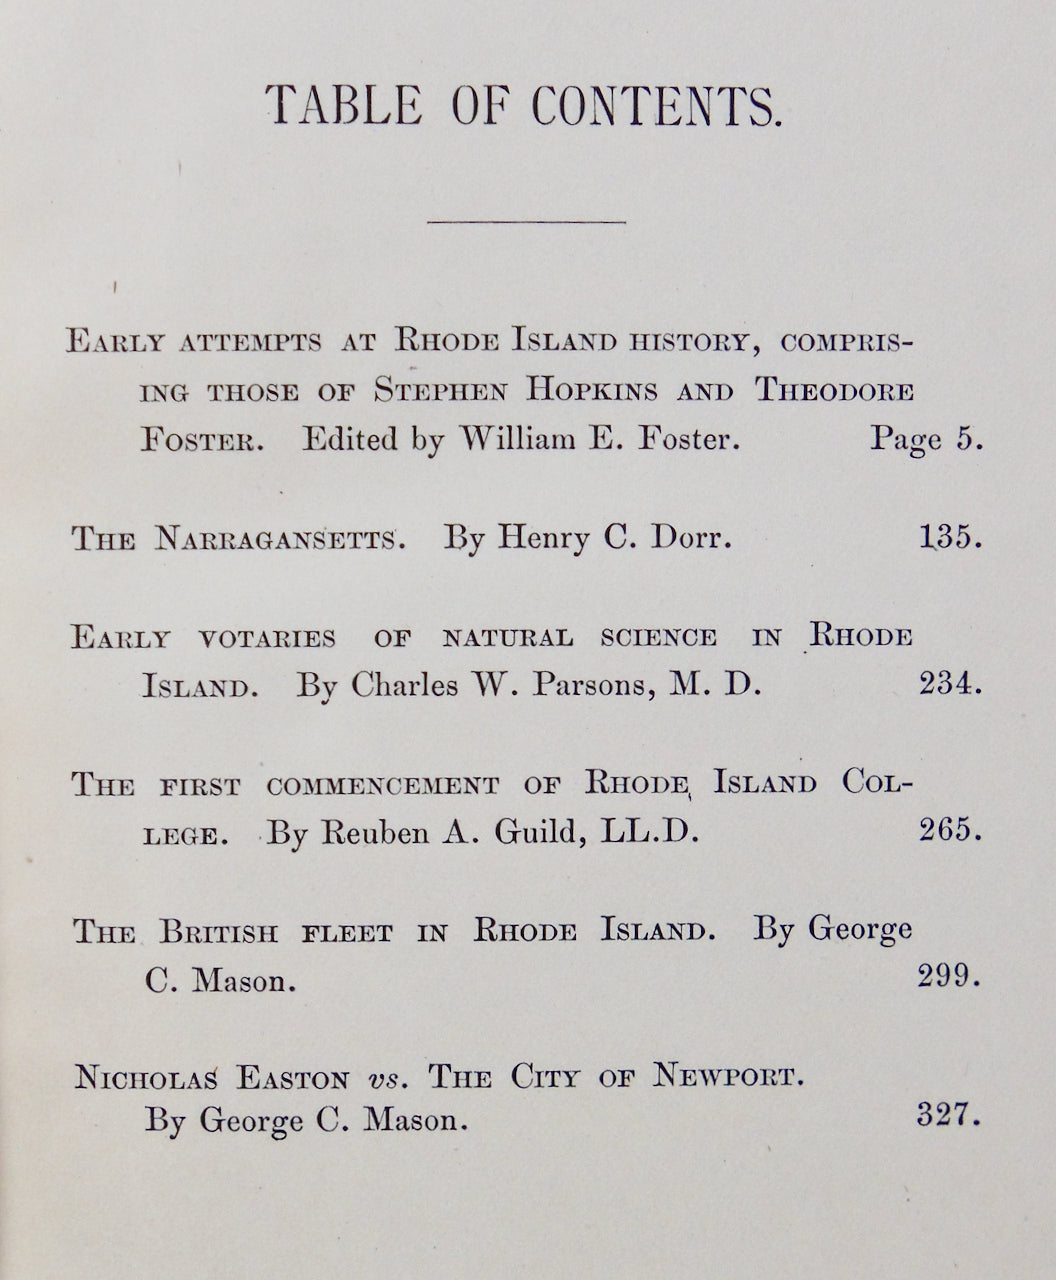 TABLE OF CONTENTS.
EARLY ATTEMPTS AT RHODE ISLAND HISTORY, COMPRIS-
ING THOSE OF STEPHEN HOPKINS AND THEODORE
FOSTER. Edited by William E. Foster. Page 5.
THE NARRAGANSETTS. By Henry C. Dorr. 135.
EARLY VOTARIES OF NATURAL SCIENCE IN RHODE
ISLAND. By Charles W. Parsons, M. D. 234.
THE FIRST COMMENCEMENT OF RHODE ISLAND COL-
LEGE. By Reuben A. Guild, LL.D. 265.
THE BRITISH FLEET IN RHODE ISLAND. By George
C. Mason. 299.
NICHOLAS EASTON vs. THE CITY OF NEWPORT.
By George C. Mason. 327.